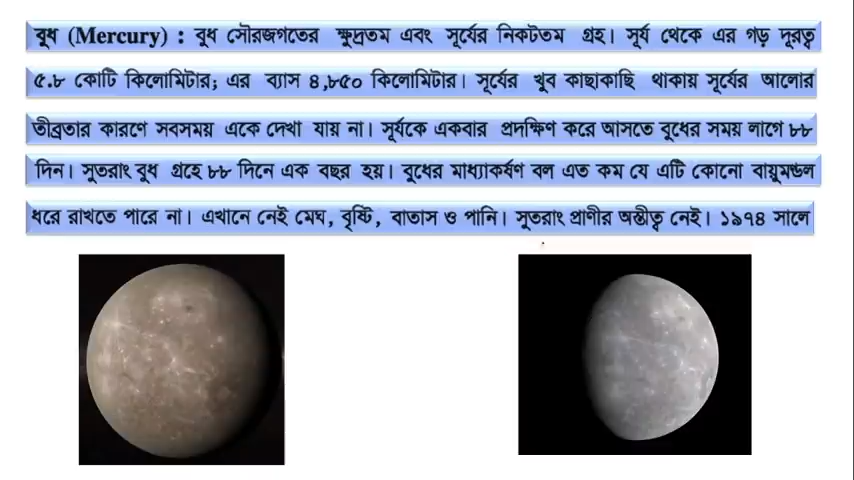 বুধ (Mercury) : বুধ সৌরজগতের ক্ষুদ্রতম এবং সূর্যের নিকটতম গ্রহ। সূর্য থেকে এর গড় দূরত্ব
৫.৮ কোটি কিলোমিটার; এর ব্যাস ৪,৮৫০ কিলোমিটার। সূর্যের খুব কাছাকাছি থাকায় সূর্যের আলোর
তীব্রতার কারণে সবসময় একে দেখা যায় না। সূর্যকে একবার প্রদক্ষিণ করে আসতে বুধের সময় লাগে ৮৮
দিন। সুতরাং বুধ গ্রহে ৮৮ দিনে এক বছর হয়। বুধের মাধ্যাকর্ষণ বল এত কম যে এটি কোনো বায়ুমন্ডল
ধরে রাখতে পারে না। এখানে নেই মেঘ, বৃষ্টি, বাতাস ও পানি। সুতরাং প্রাণীর অস্তীত্ব নেই। ১৯৭৪ সালে